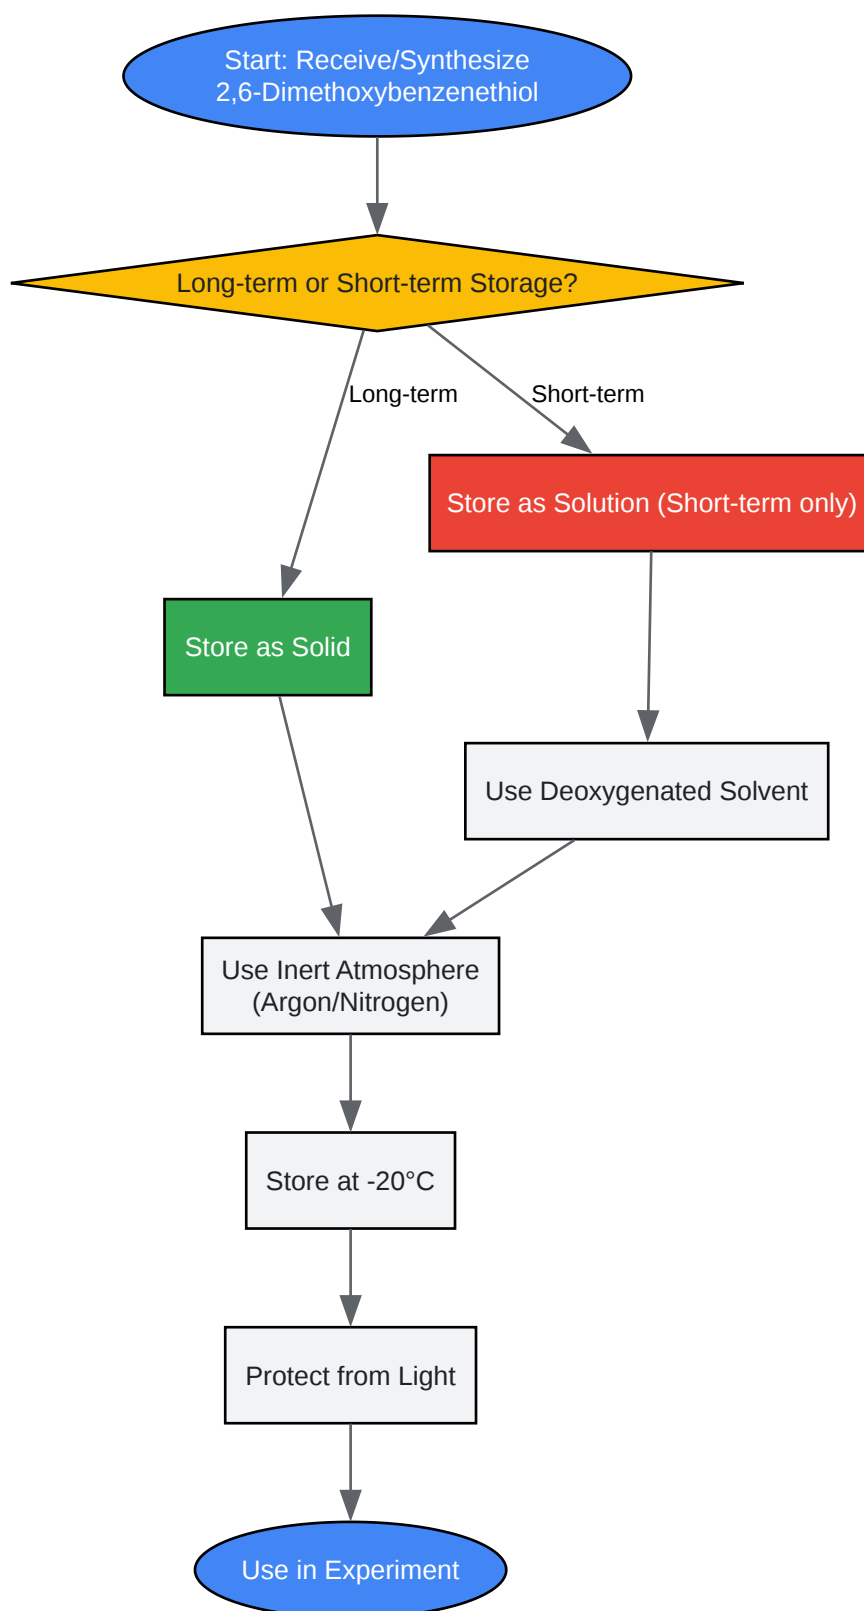 Start: Receive/Synthesize
2,6-Dimethoxybenzenethiol
Long-term or Short-term Storage?
Long-term
Short-term
Store as Solution (Short-term only)
Store as Solid
Use Deoxygenated Solvent
Use Inert Atmosphere
(Argon/Nitrogen)
Store at -20°C
Protect from Light
Use in Experiment